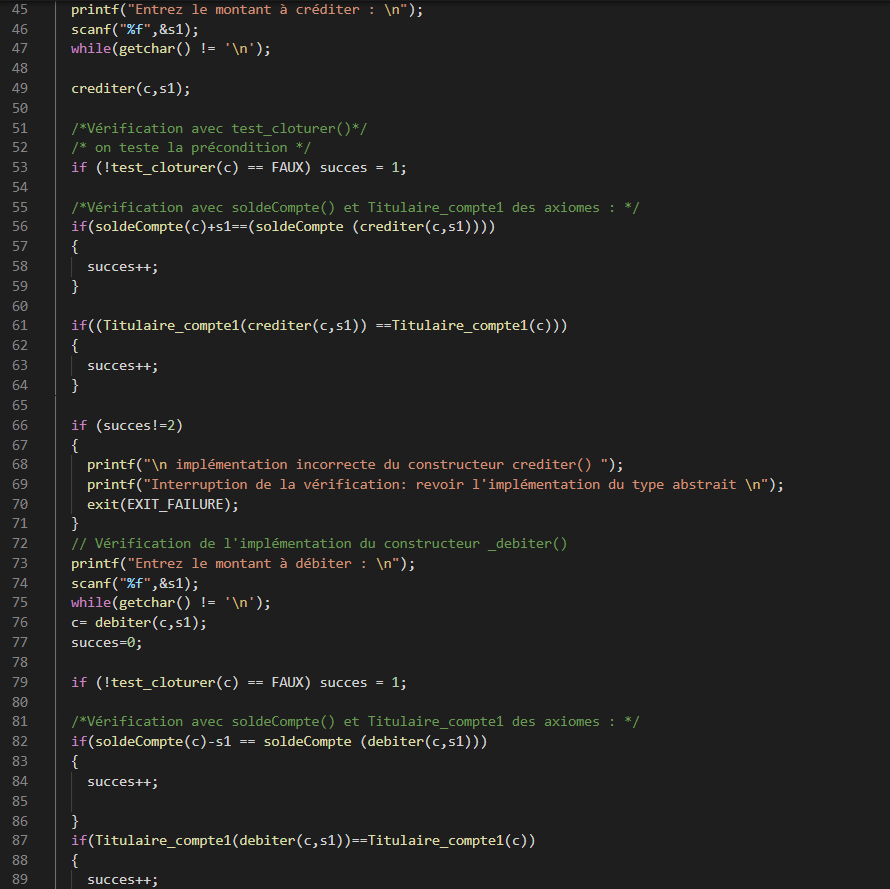 45 printf("Entrez le montant à créditer : \n");
46 scanf("%f",&s1);
47 while(getchar() != '\n');
48
49 crediter(c,s1);
50
51 /*Vérification avec test_cloturer()*/
52 /* on teste la précondition */
53 if (!test_cloturer(c) == FAUX) succes = 1;
54
55 /*Vérification avec soldeCompte() et Titulaire_compte1 des axiomes : */
56 if(soldeCompte(c)+s1==(soldeCompte (crediter(c,s1))))
57 {
58 succes++;
59 }
60
61 if((Titulaire_compte1(crediter(c,s1)) ==Titulaire_compte1(c)))
62 {
63 succes++;
64 }
65
66 if (succes!=2)
67 {
68 printf("\n implémentation incorrecte du constructeur crediter() ");
69 printf("Interruption de la vérification: revoir l'implémentation du type abstrait \n");
70 exit(EXIT_FAILURE);
71 }
72 // Vérification de l'implémentation du constructeur _debiter()
73 printf("Entrez le montant à débiter : \n");
74 scanf("%f",&s1);
75 while(getchar() != '\n');
76 c= debiter(c,s1);
77 succes=0;
78
79 if (!test_cloturer(c) == FAUX) succes = 1;
80
81 /*Vérification avec soldeCompte() et Titulaire_compte1 des axiomes : */
82 if(soldeCompte(c)-s1 == soldeCompte (debiter(c,s1)))
83 {
84 succes++;
85
86 }
87 if(Titulaire_compte1(debiter(c,s1))==Titulaire_compte1(c))
88 {
89 succes++;